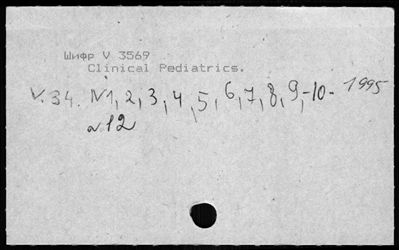 Шифр V 3569
Clinical Pediatrics.
V.34. N1, 2, 3, 4, 5, 6, 7, 8, 9, -10- 1995
N12